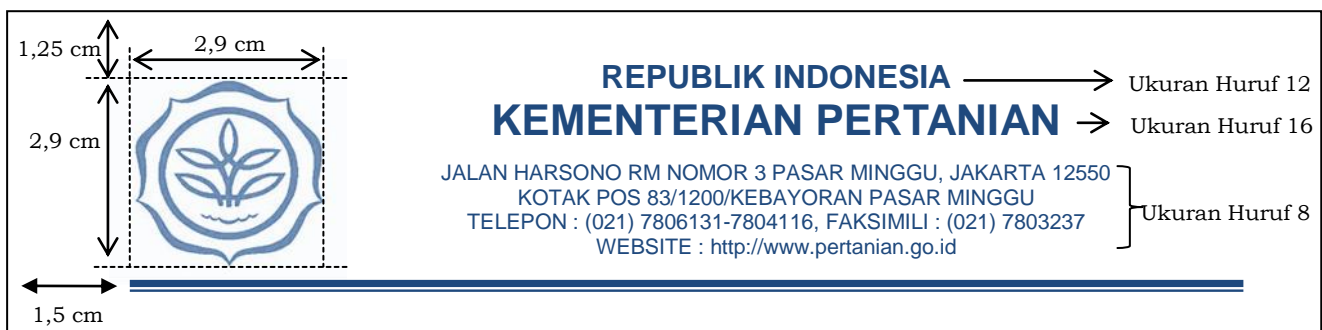 1,25 cm
2,9 cm
2,9 cm
1,5 cm
REPUBLIK INDONESIA
Ukuran Huruf 12
KEMENTERIAN PERTANIAN
Ukuran Huruf 16
JALAN HARSONO RM NOMOR 3 PASAR MINGGU, JAKARTA 12550
KOTAK POS 83/1200/KEBAYORAN PASAR MINGGU
TELEPON : (021) 7806131-7804116, FAKSIMILI : (021) 7803237
WEBSITE : http://www.pertanian.go.id
Ukuran Huruf 8